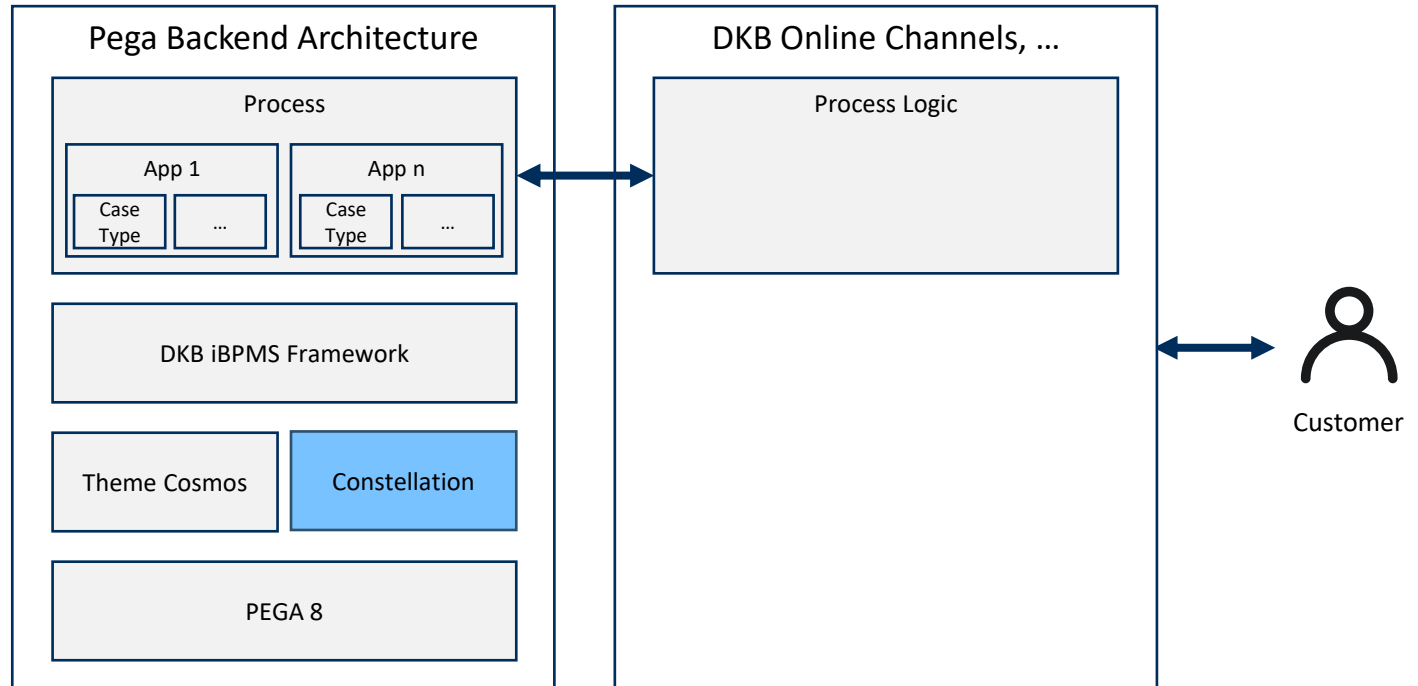 Pega Backend Architecture
Process
App 1
Case
Type
...
App n
Case
Type
...
DKB iBPMS Framework
Theme Cosmos
Constellation
PEGA 8
DKB Online Channels, ...
Process Logic
Customer